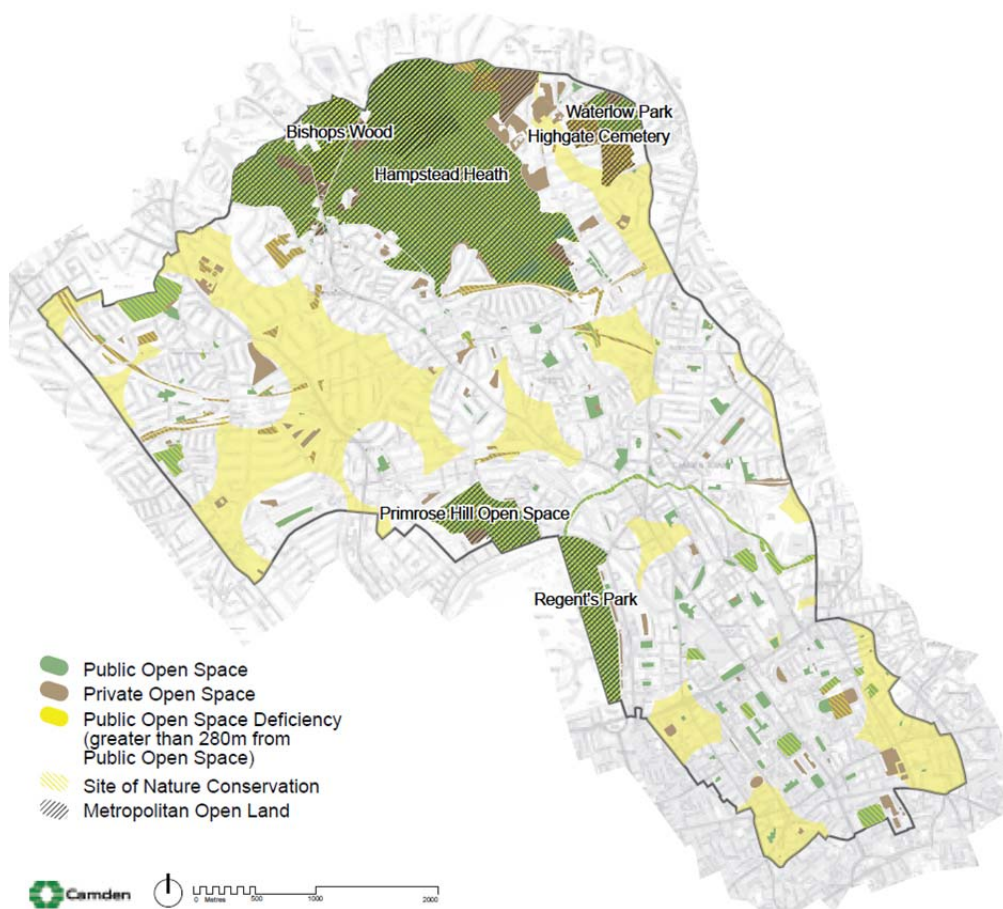 Waterlow Park
Bishops Wood
Highgate Cemetery
Hampstead Heath
Primrose Hill Open Space
Regent's Park
Public Open Space
Private Open Space
Public Open Space Deficiency
(greater than 280m from
Public Open Space)
Site of Nature Conservation
Metropolitan Open Land
Camden
0 Metres 500 1000 2000